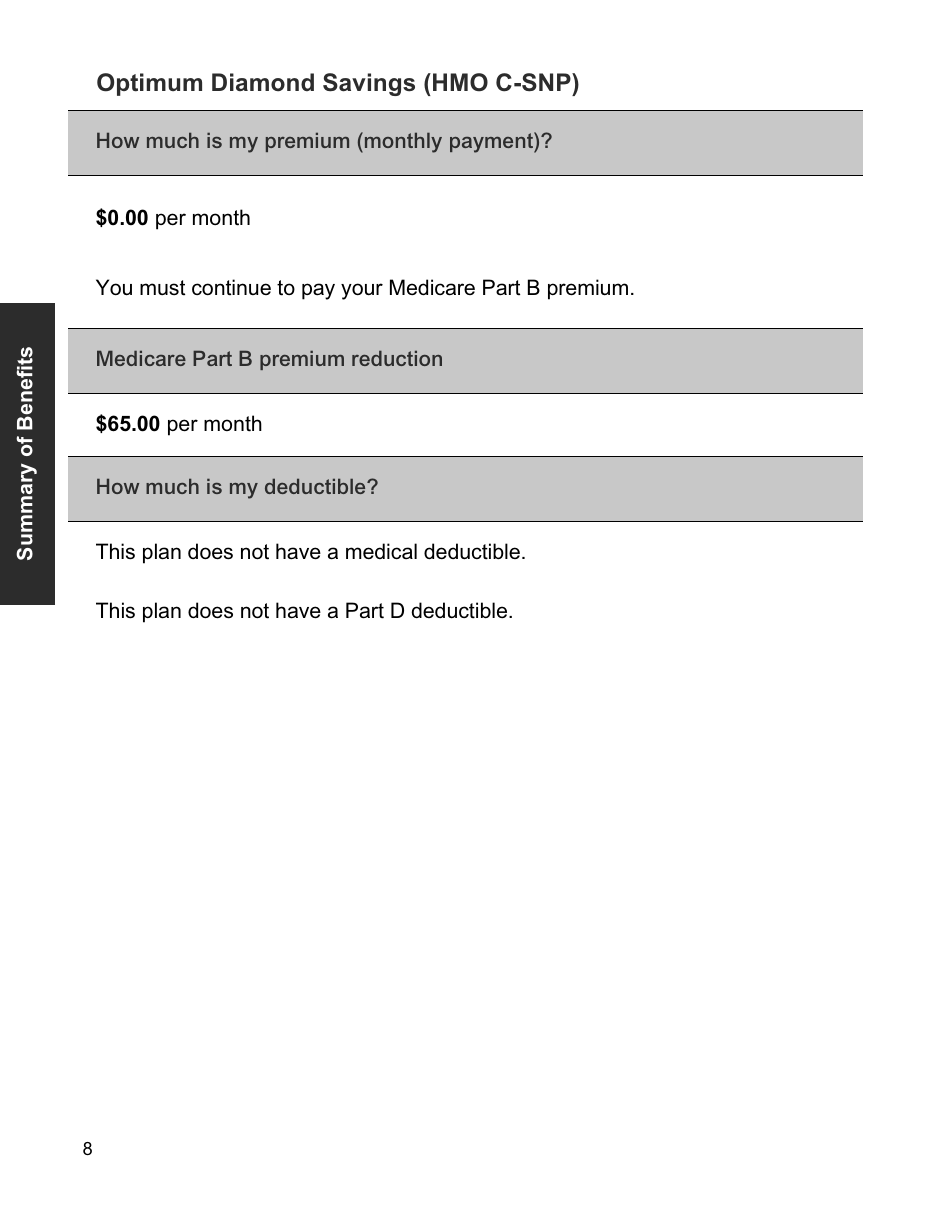 Optimum Diamond Savings (HMO C-SNP)
How much is my premium (monthly payment)?
$0.00 per month
You must continue to pay your Medicare Part B premium.
Medicare Part B premium reduction
$65.00 per month
How much is my deductible?
This plan does not have a medical deductible.
This plan does not have a Part D deductible.
Summary of Benefits
8